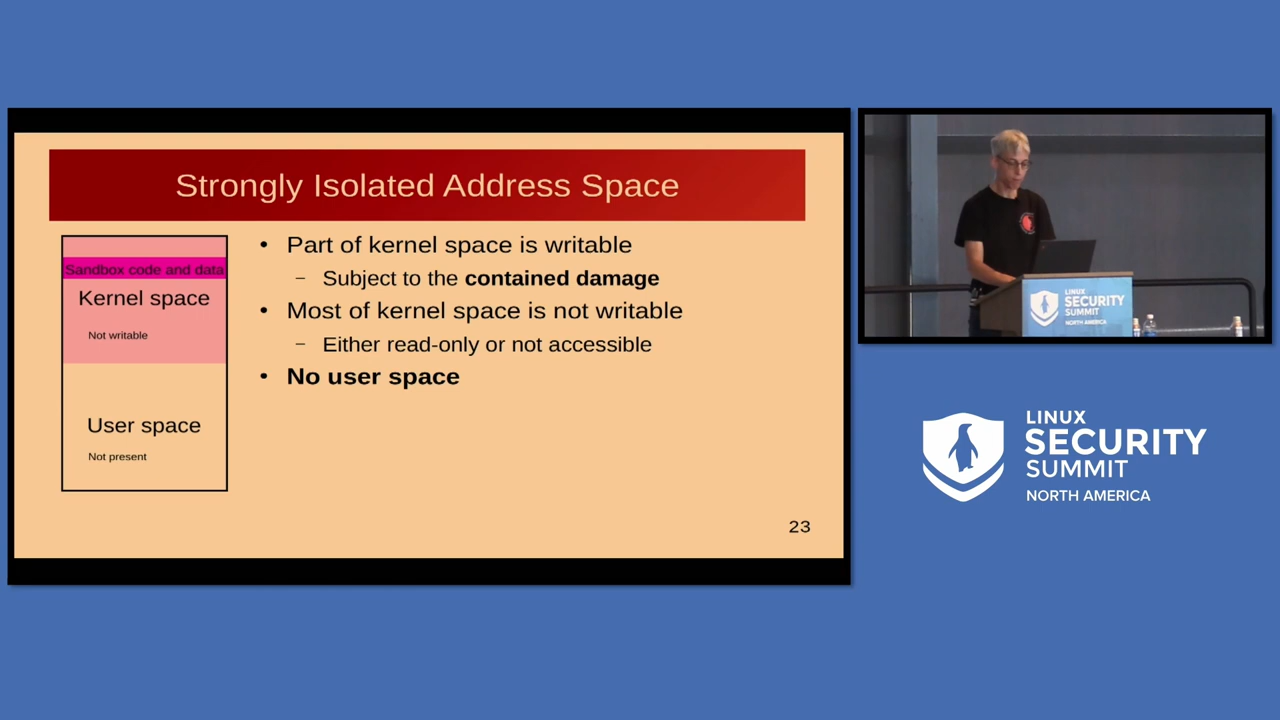 Strongly Isolated Address Space
Sandbox code and data
Kernel space
Not writable
User space
Not present
• Part of kernel space is writable
– Subject to the contained damage
• Most of kernel space is not writable
– Either read-only or not accessible
• No user space
23
LINUX
SECURITY
SUMMIT
NORTH AMERICA
LINUX
SECURITY
SUMMIT
NORTH AMERICA